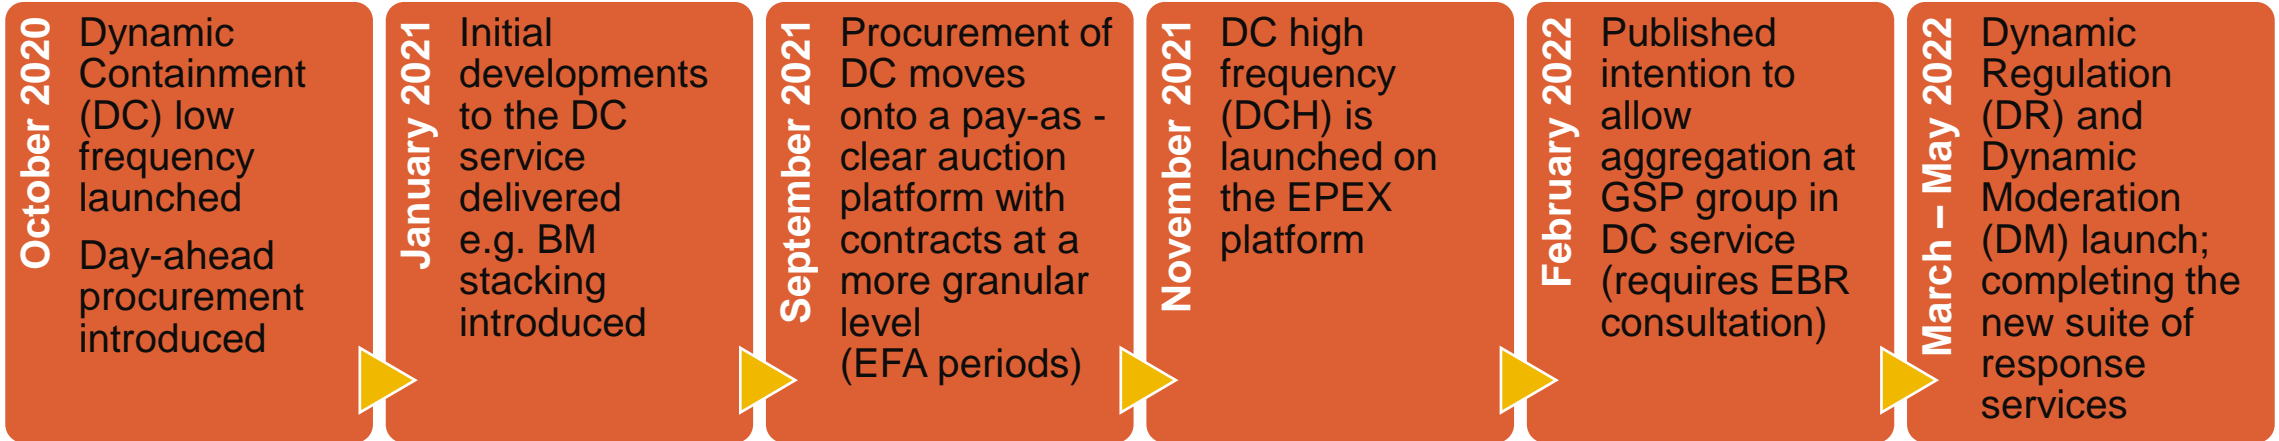 October 2020
Dynamic
Containment
(DC) low
frequency
launched
Day-ahead
procurement
introduced
January 2021
Initial
developments
to the DC
service
delivered
e.g. BM
stacking
introduced
September 2021
Procurement of
DC moves
onto a pay-as -
clear auction
platform with
contracts at a
more granular
level
(EFA periods)
November 2021
DC high
frequency
(DCH) is
launched on
the EPEX
platform
February 2022
Published
intention to
allow
aggregation at
GSP group in
DC service
(requires EBR
consultation)
March – May 2022
Dynamic
Regulation
(DR) and
Dynamic
Moderation
(DM) launch;
completing the
new suite of
response
services